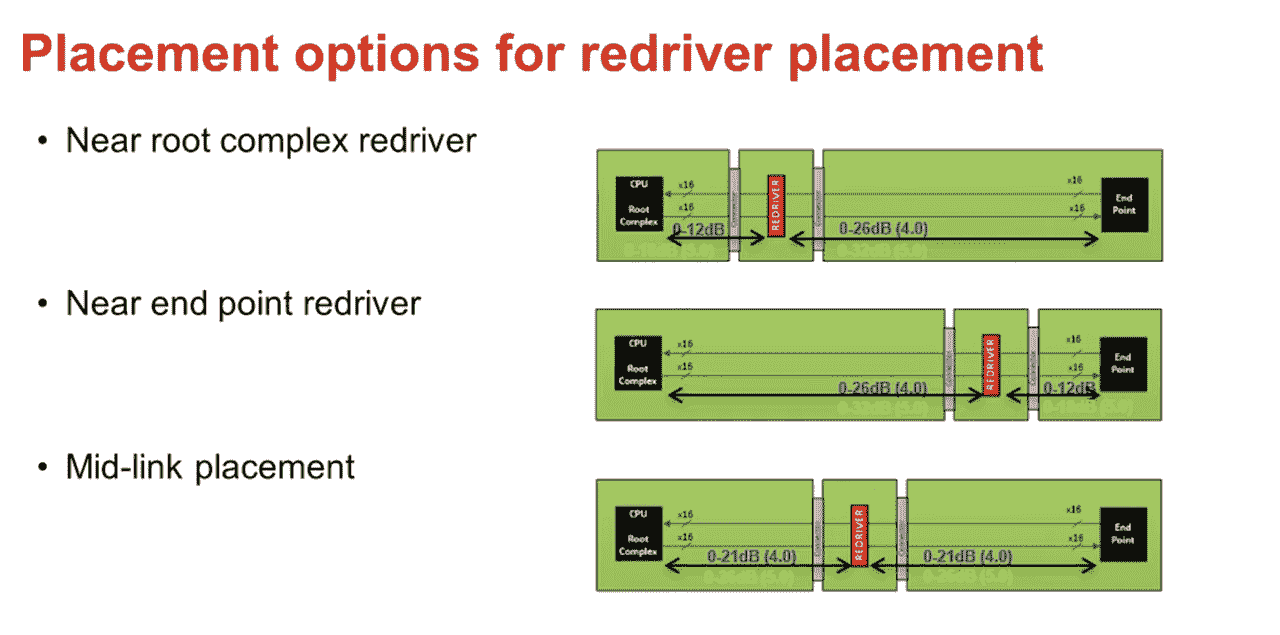 Placement options for redriver placement
• Near root complex redriver
CPU
Root
Complex
x16
x16
0-12dB
REDRIVER
0-26dB (4.0)
x16
x16
End
Point
• Near end point redriver
CPU
Root
Complex
x16
x16
0-26dB (4.0)
REDRIVER
0-12dB
x16
x16
End
Point
• Mid-link placement
CPU
Root
Complex
x16
x16
0-21dB (4.0)
REDRIVER
0-21dB (4.0)
x16
x16
End
Point